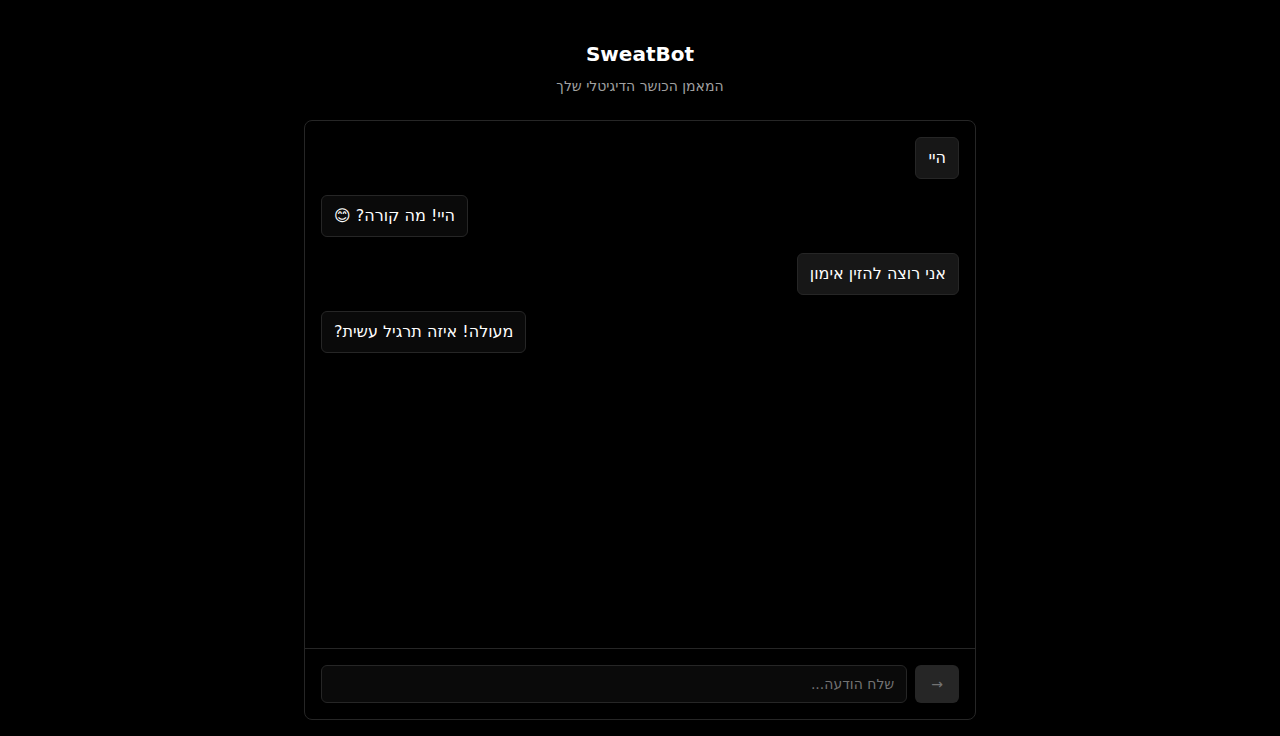 SweatBot
המאמן הכושר הדיגיטלי שלך
היי
היי! מה קורה? 😊
אני רוצה להזין אימון
מעולה! איזה תרגיל עשית?
שלח הודעה...
→